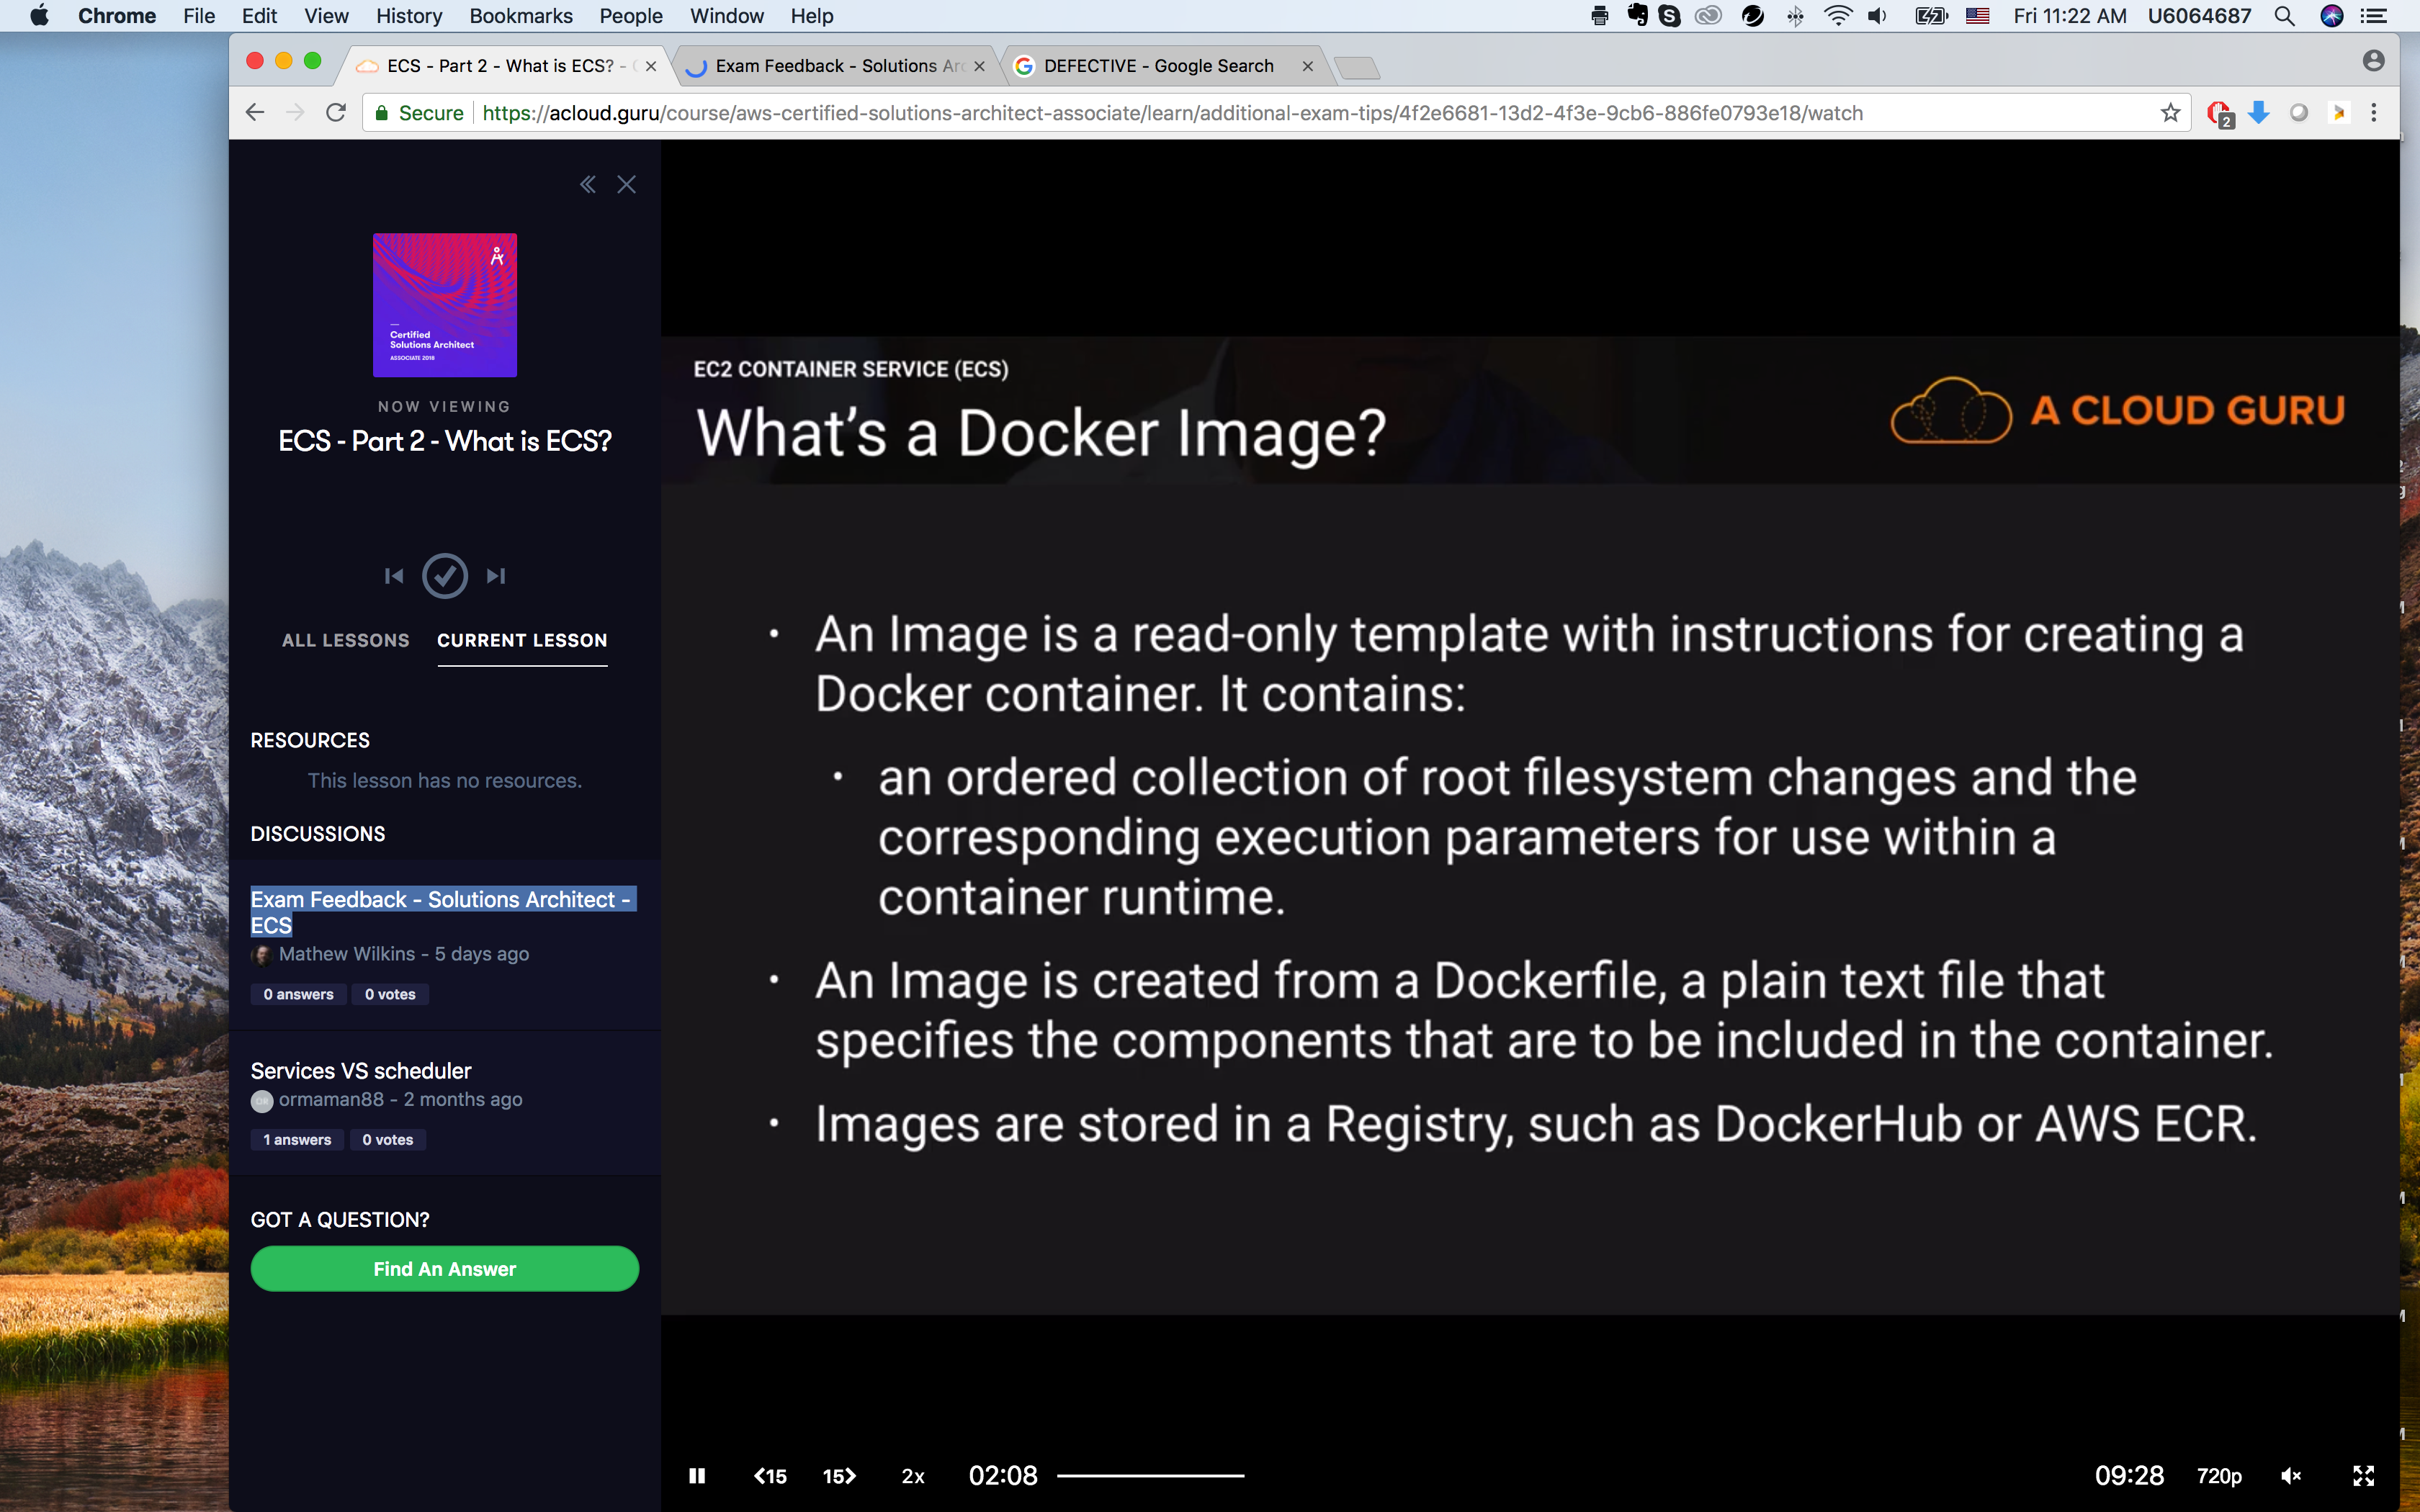 Chrome File Edit View History Bookmarks People Window Help Fri 11:22 AM U6064687
ECS - Part 2 - What is ECS? - Exam Feedback - Solutions Arc DEFECTIVE - Google Search
Secure https://acloud.guru/course/aws-certified-solutions-architect-associate/learn/additional-exam-tips/4f2e6681-13d2-4f3e-9cb6-886fe0793e18/watch 2
Certified
Solutions Architect
ASSOCIATE 2018
NOW VIEWING
ECS - Part 2 - What is ECS?
ALL LESSONS CURRENT LESSON
RESOURCES
This lesson has no resources.
DISCUSSIONS
Exam Feedback - Solutions Architect -
ECS
Mathew Wilkins - 5 days ago
0 answers 0 votes
Services VS scheduler
ormaman88 - 2 months ago
1 answers 0 votes
GOT A QUESTION?
Find An Answer
EC2 CONTAINER SERVICE (ECS)
What's a Docker Image?
A CLOUD GURU
• An Image is a read-only template with instructions for creating a
Docker container. It contains:
• an ordered collection of root filesystem changes and the
corresponding execution parameters for use within a
container runtime.
• An Image is created from a Dockerfile, a plain text file that
specifies the components that are to be included in the container.
• Images are stored in a Registry, such as DockerHub or AWS ECR.
<15 15> 2x 02:08 09:28 720p